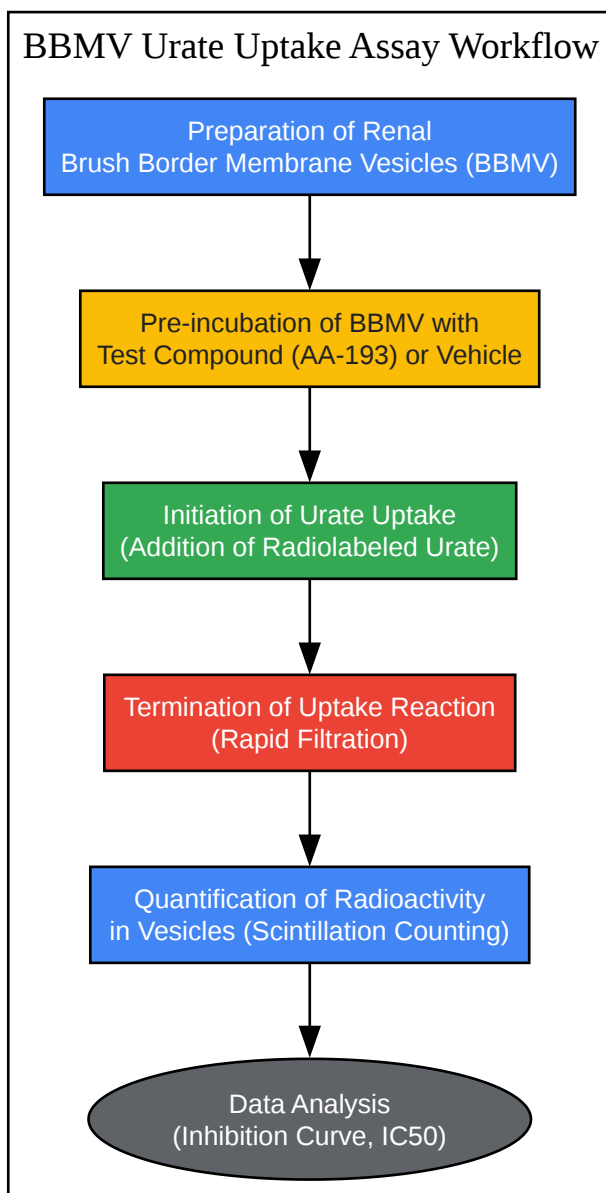 BBMV Urate Uptake Assay Workflow
Preparation of Renal
Brush Border Membrane Vesicles (BBMV)
Pre-incubation of BBMV with
Test Compound (AA-193) or Vehicle
Initiation of Urate Uptake
(Addition of Radiolabeled Urate)
Termination of Uptake Reaction
(Rapid Filtration)
Quantification of Radioactivity
in Vesicles (Scintillation Counting)
Data Analysis
(Inhibition Curve, IC50)